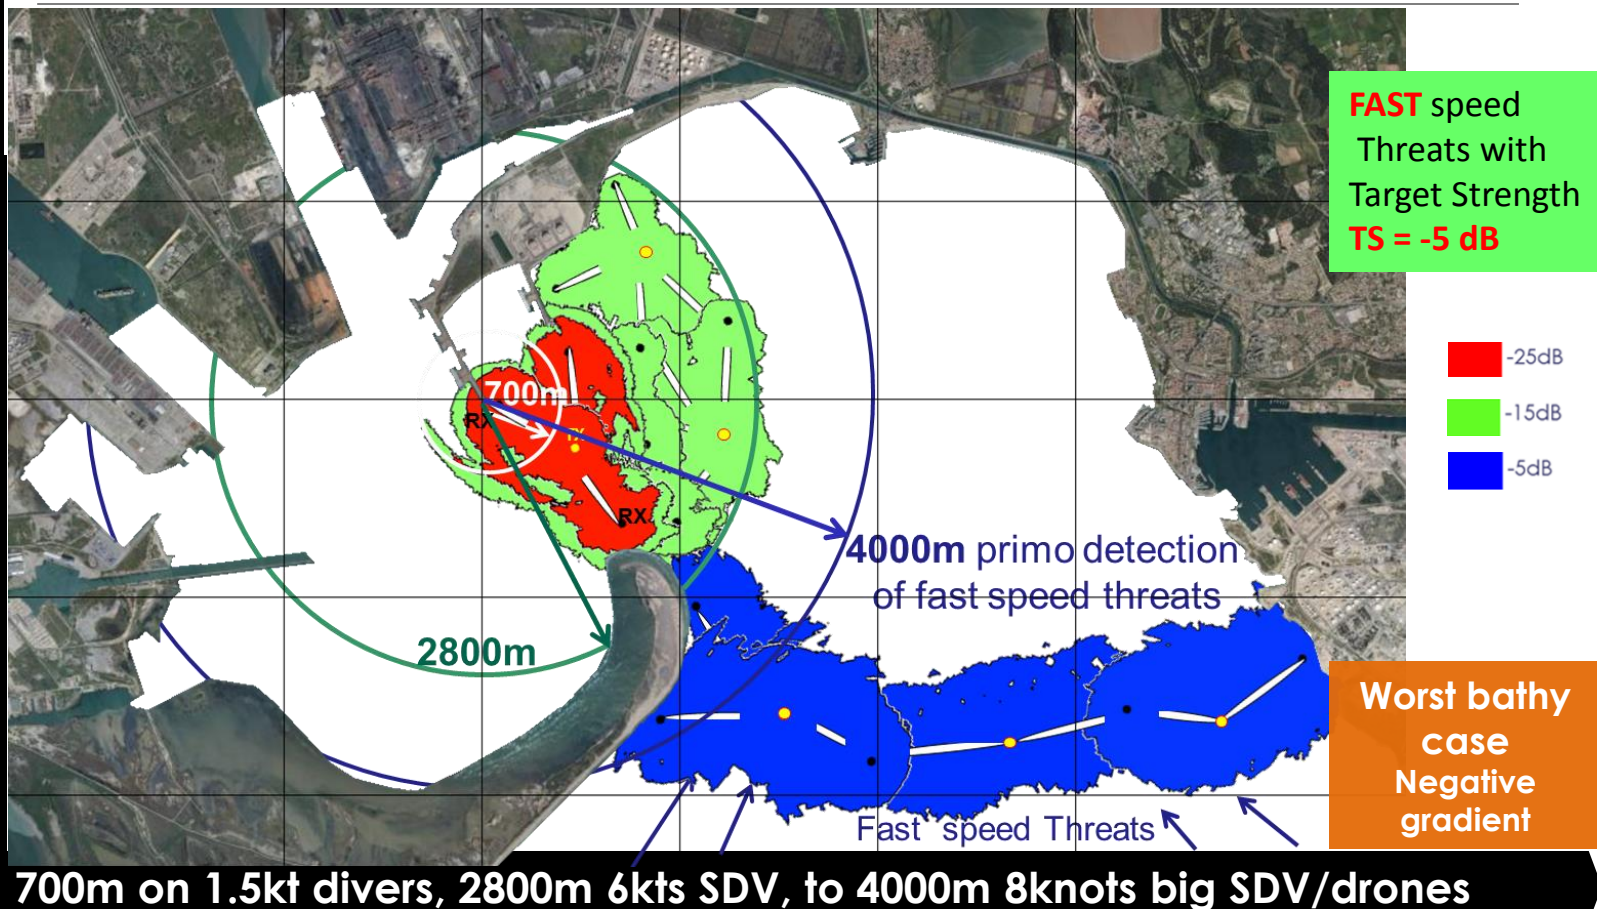 FAST speed
Threats with
Target Strength
TS = -5 dB
-25dB
-15dB
-5dB
700m
RX
TX
RX
4000m primo detection
of fast speed threats
2800m
Worst bathy
case
Negative
gradient
Fast speed Threats
700m on 1.5kt divers, 2800m 6kts SDV, to 4000m 8knots big SDV/drones